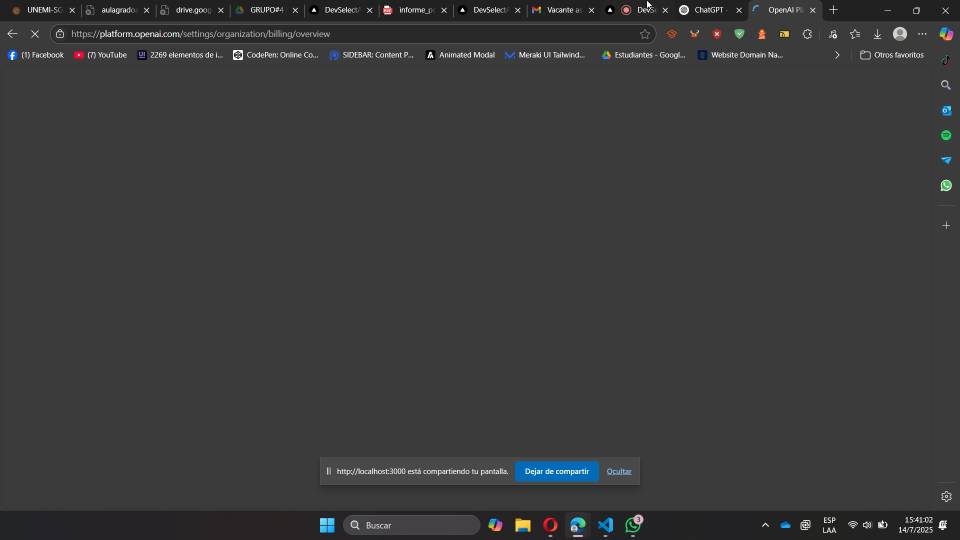 UNEMI-SG
aulagrado
drive.goog
GRUPO#4
DevSelect
informe_p
DevSelect
Vacante as
DevS
ChatGPT -
OpenAI Pl
https://platform.openai.com/settings/organization/billing/overview
(1) Facebook
(7) YouTube
2269 elementos de i...
CodePen: Online Co...
SIDEBAR: Content P...
Animated Modal
Meraki UI Tailwind...
Estudiantes - Googl...
Website Domain Na...
Otros favoritos
http://localhost:3000 está compartiendo tu pantalla.
Dejar de compartir
Ocultar
Buscar
3
ESP
LAA
15:41:02
14/7/2025